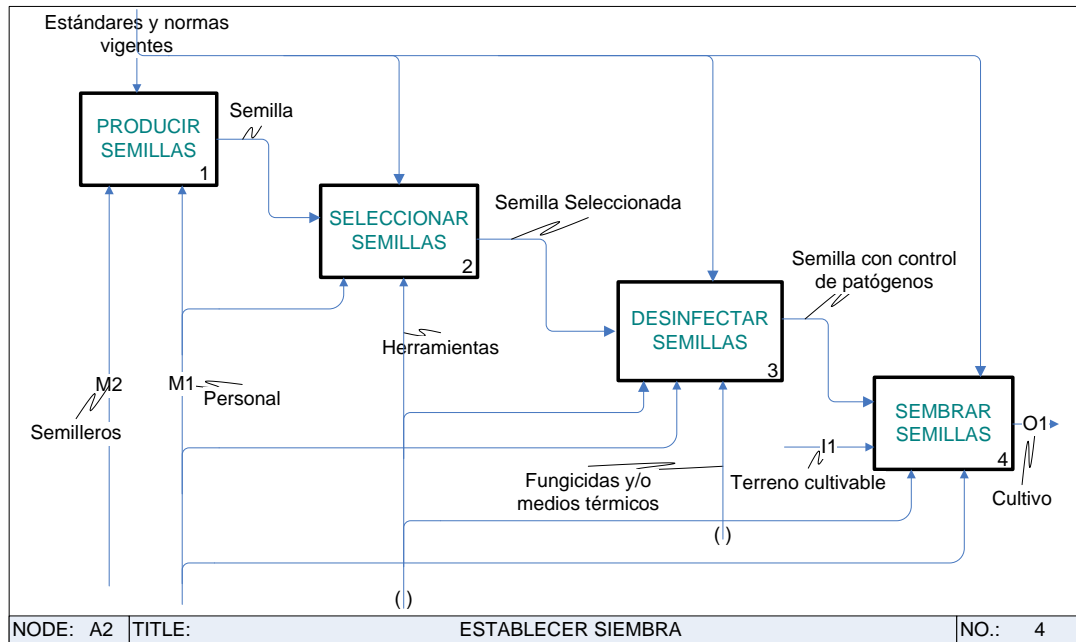 Estándares y normas
vigentes
PRODUCIR
SEMILLAS
1
Semilla
SELECCIONAR
SEMILLAS
2
Semilla Seleccionada
DESINFECTAR
SEMILLAS
3
Semilla con control
de patógenos
SEMBRAR
SEMILLAS
4
O1
Cultivo
I1
Terreno cultivable
Herramientas
M2
Semilleros
M1
Personal
Fungicidas y/o
medios térmicos
( )
( )
NODE: A2 TITLE: ESTABLECER SIEMBRA NO.: 4